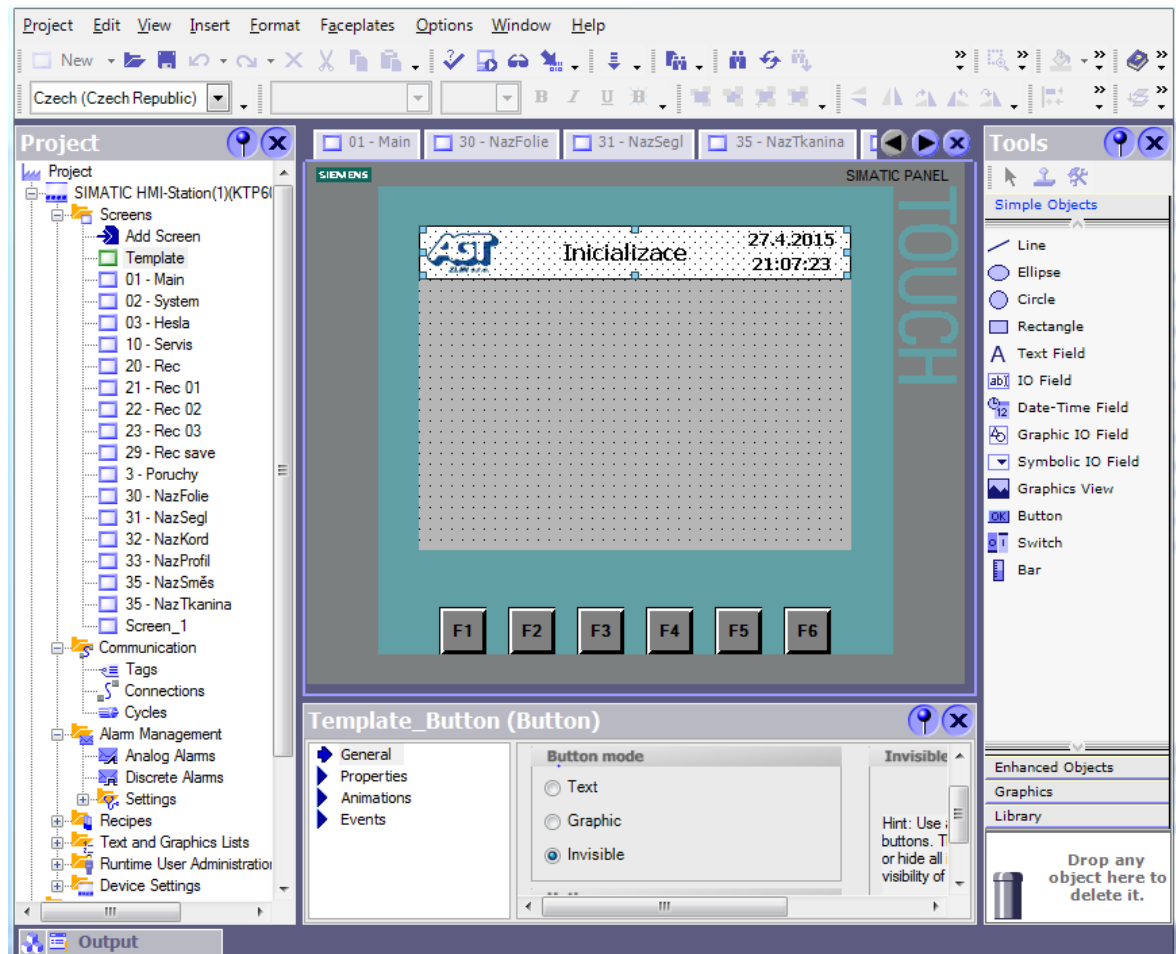 Project Edit View Insert Format Faceplates Options Window Help
New
Czech (Czech Republic)
B I U B
Project
Project
SIMATIC HMI-Station(1)(KTP6
Screens
Add Screen
Template
01 - Main
02 - System
03 - Hesla
10 - Servis
20 - Rec
21 - Rec 01
22 - Rec 02
23 - Rec 03
29 - Rec save
3 - Poruchy
30 - NazFolie
31 - NazSegl
32 - NazKord
33 - NazProfil
35 - NazSměs
35 - NazTkanina
Screen_1
Communication
Tags
Connections
Cycles
Alarm Management
Analog Alarms
Discrete Alarms
Settings
Recipes
Text and Graphics Lists
Runtime User Administration
Device Settings
Output
01 - Main 30 - NazFolie 31 - NazSegl 35 - NazTkanina
SIEMENS SIMATIC PANEL
TOUCH
AST Inicializace 27.4.2015
21:07:23
F1 F2 F3 F4 F5 F6
Template_Button (Button)
General
Properties
Animations
Events
Button mode
Text
Graphic
Invisible
Invisible
Hint: Use
buttons. T
or hide all
visibility of
Tools
Simple Objects
Line
Ellipse
Circle
Rectangle
A Text Field
ab IO Field
12 Date-Time Field
Graphic IO Field
Symbolic IO Field
Graphics View
OK Button
0 1 Switch
Bar
Enhanced Objects
Graphics
Library
Drop any
object here to
delete it.